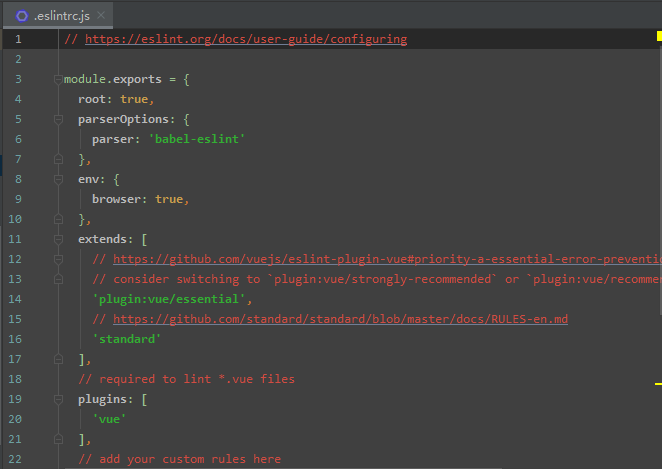 .eslintrc.js
1 // https://eslint.org/docs/user-guide/configuring
2
3 module.exports = {
4 root: true,
5 parserOptions: {
6 parser: 'babel-eslint'
7 },
8 env: {
9 browser: true,
10 },
11 extends: [
12 // https://github.com/vuejs/eslint-plugin-vue#priority-a-essential-error-preventio
13 // consider switching to `plugin:vue/strongly-recommended` or `plugin:vue/recomme
14 'plugin:vue/essential',
15 // https://github.com/standard/standard/blob/master/docs/RULES-en.md
16 'standard'
17 ],
18 // required to lint *.vue files
19 plugins: [
20 'vue'
21 ],
22 // add your custom rules here